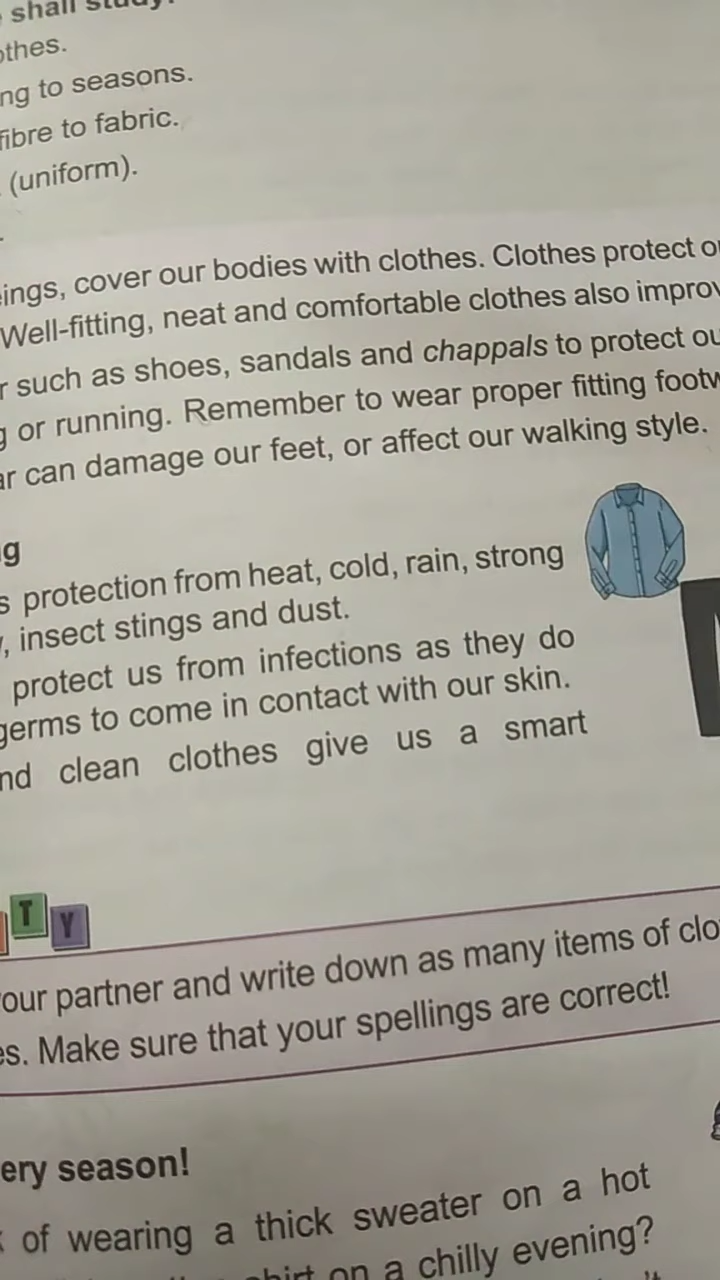 shall study.
othes.
ng to seasons.
fibre to fabric.
(uniform).
eings, cover our bodies with clothes. Clothes protect ou
Well-fitting, neat and comfortable clothes also improv
r such as shoes, sandals and chappals to protect ou
g or running. Remember to wear proper fitting footw
ar can damage our feet, or affect our walking style.
g
s protection from heat, cold, rain, strong
, insect stings and dust.
protect us from infections as they do
germs to come in contact with our skin.
nd clean clothes give us a smart
T Y
our partner and write down as many items of clo
es. Make sure that your spellings are correct!
ery season!
of wearing a thick sweater on a hot
shirt on a chilly evening?